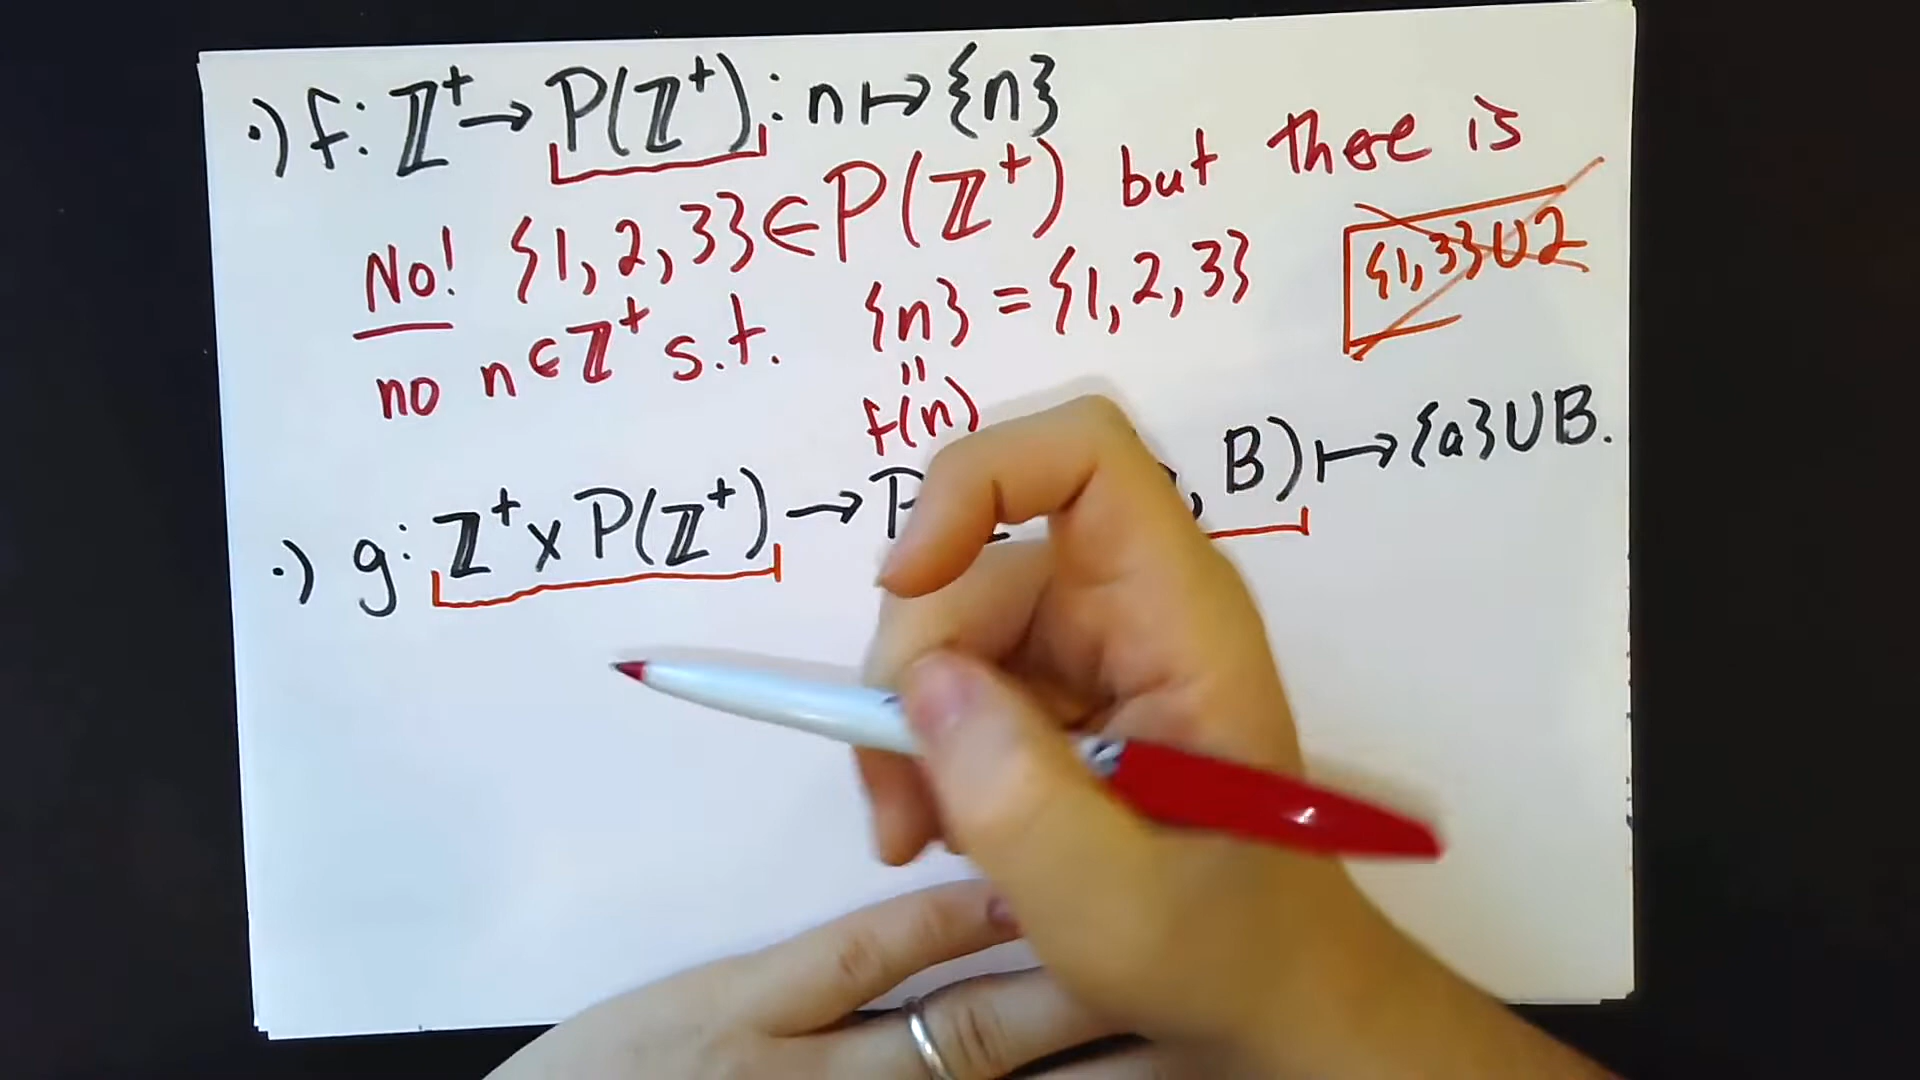 ·) f: ℤ⁺ → P(ℤ⁺): n ↦ {n}
No! {1,2,3} ∈ P(ℤ⁺) but there is
no n ∈ ℤ⁺ s.t. {n} = {1,2,3}
{1,3} ∪ 2
"
f(n)
·) g: ℤ⁺ x P(ℤ⁺) → P , B) ↦ {a} ∪ B.